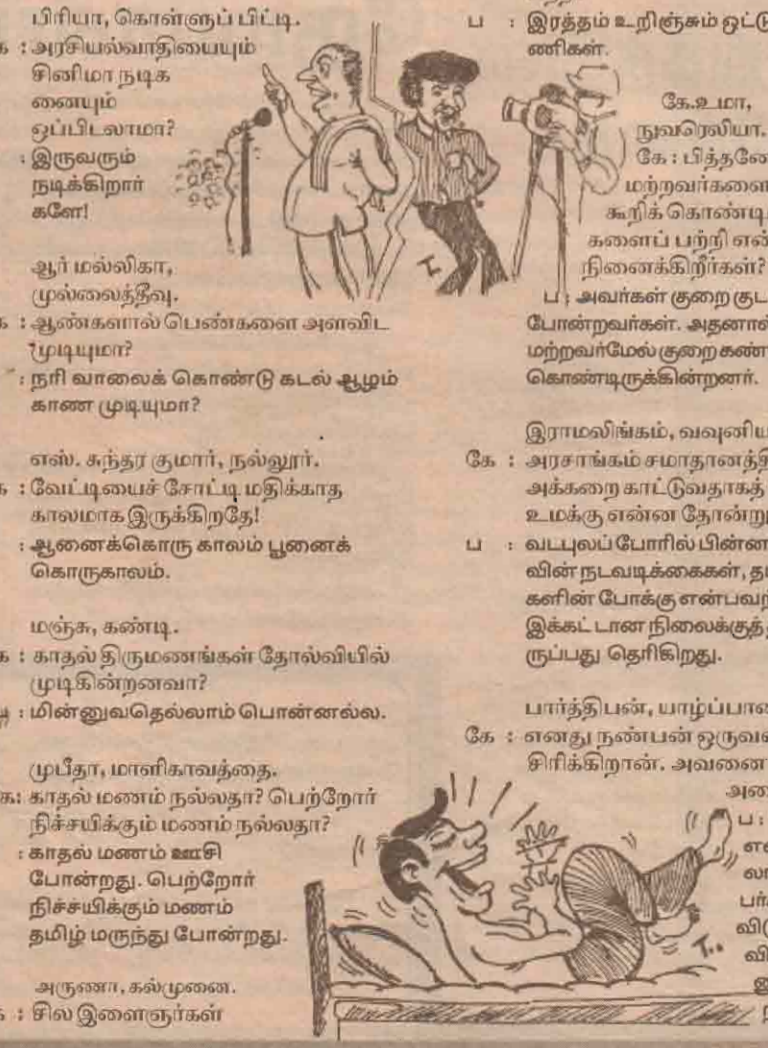 பிரியா, கொள்ளுப் பிட்டி.
: அரசியல்வாதியையும்
சினிமா நடிக
னையும்
ஒப்பிடலாமா?
: இருவரும்
நடிக்கிறார்
களே!
ஆர் மல்லிகா,
முல்லைத்தீவு.
: ஆண்களால் பெண்களை அளவிட
முடியுமா?
: நரி வாலைக் கொண்டு கடல் ஆழம்
காண முடியுமா?
எஸ். சுந்தர குமார், நல்லூர்.
: வேட்டியைச் சோட்டி மதிக்காத
காலமாக இருக்கிறதே!
: ஆனைக்கொரு காலம் பூனைக்
கொருகாலம்.
மஞ்சு, கண்டி.
: காதல் திருமணங்கள் தோல்வியில்
முடிகின்றனவா?
: மின்னுவதெல்லாம் பொன்னல்ல.
முபீதா, மாளிகாவத்தை.
: காதல் மணம் நல்லதா? பெற்றோர்
நிச்சயிக்கும் மணம் நல்லதா?
: காதல் மணம் ஊசி
போன்றது. பெற்றோர்
நிச்ச்யிக்கும் மணம்
தமிழ் மருந்து போன்றது.
அருணா, கல்முனை.
: சில இளைஞர்கள்
ப : இரத்தம் உறிஞ்சும் ஒட்டு
ணிகள்.
கே.உமா,
நுவரெலியா.
கே : பித்தனே
மற்றவர்களை
கூறிக் கொண்டி
களைப் பற்றி என்
நினைக்கிறீர்கள்?
ப : அவர்கள் குறை குட
போன்றவர்கள். அதனால்
மற்றவர்மேல் குறை கண்
கொண்டிருக்கின்றனர்.
இராமலிங்கம், வவுனிய
கே : அரசாங்கம் சமாதானத்தி
அக்கறை காட்டுவதாகத்
உமக்கு என்ன தோன்று
ப : வடபுலப் போரில் பின்ன
வின் நடவடிக்கைகள், த
களின் போக்கு என்பவற்
இக்கட்டான நிலைக்குத்
ருப்பது தெரிகிறது.
பார்த்திபன், யாழ்ப்பான
கே : எனது நண்பன் ஒருவன்
சிரிக்கிறான். அவனை
அடை
ப :
என்
லா
பர்
விடு
வி